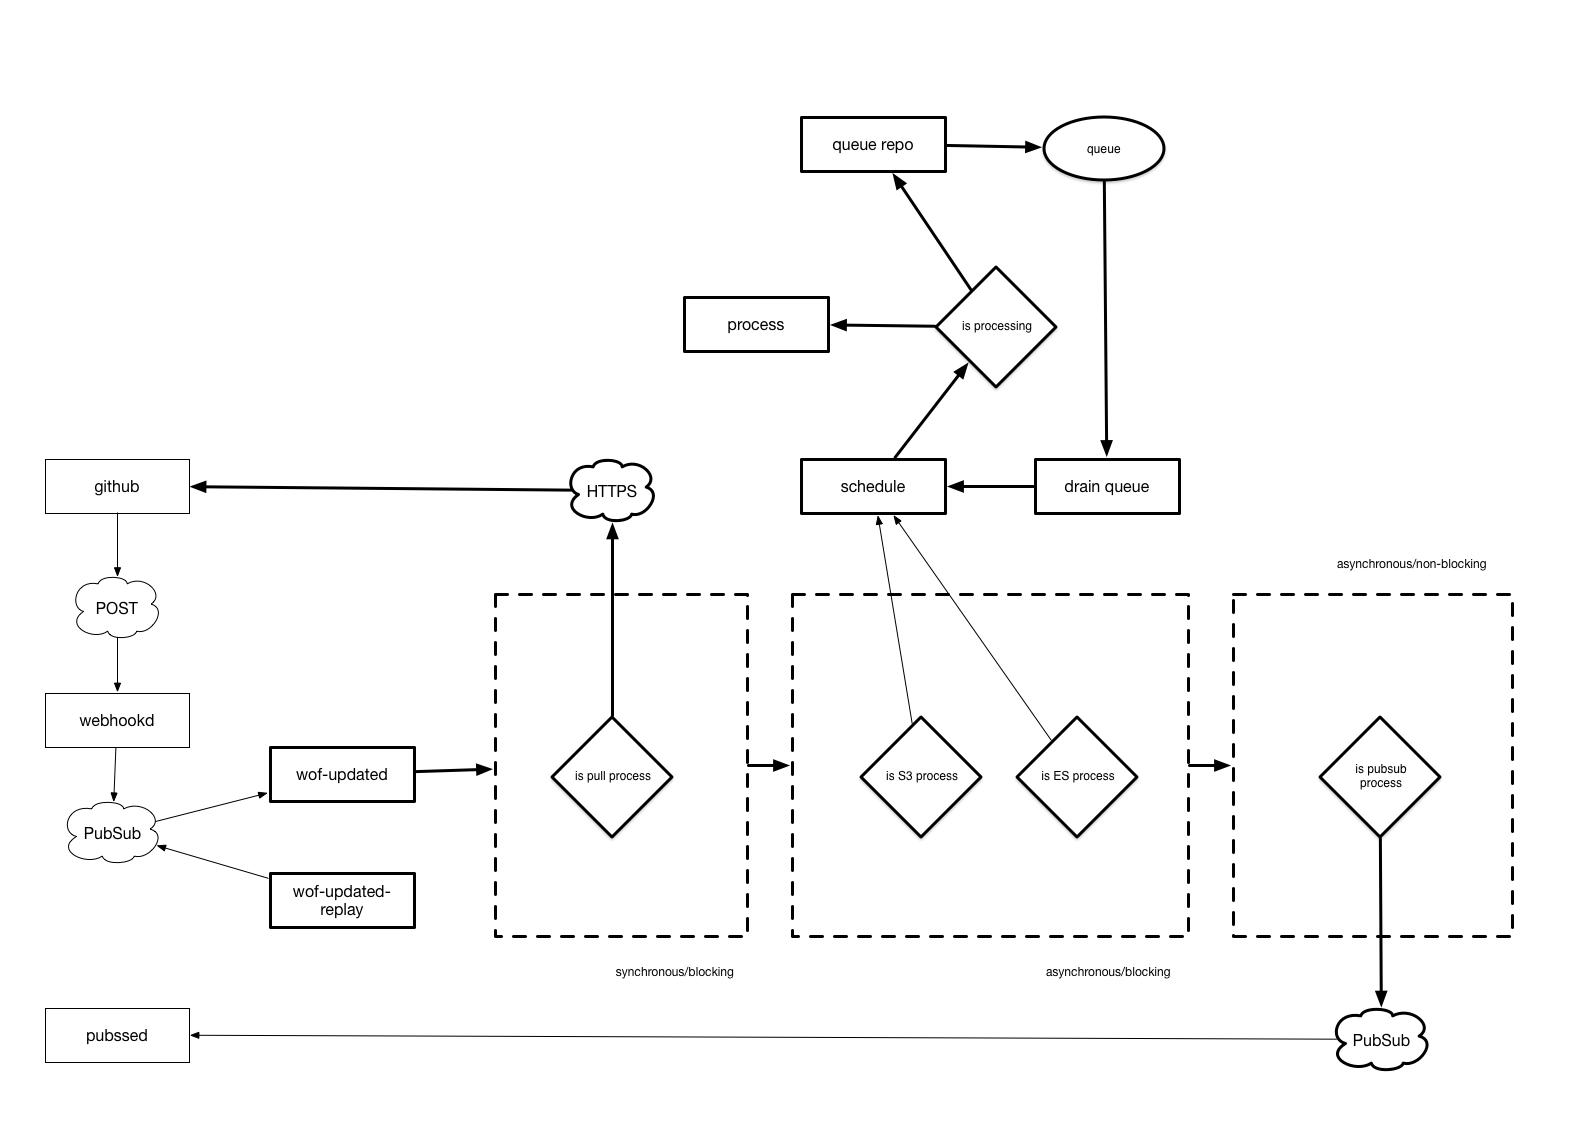 queue repo
queue
process
is processing
github
HTTPS
schedule
drain queue
asynchronous/non-blocking
POST
webhookd
wof-updated
is pull process
is S3 process
is ES process
is pubsub
process
PubSub
wof-updated-
replay
synchronous/blocking
asynchronous/blocking
pubssed
PubSub